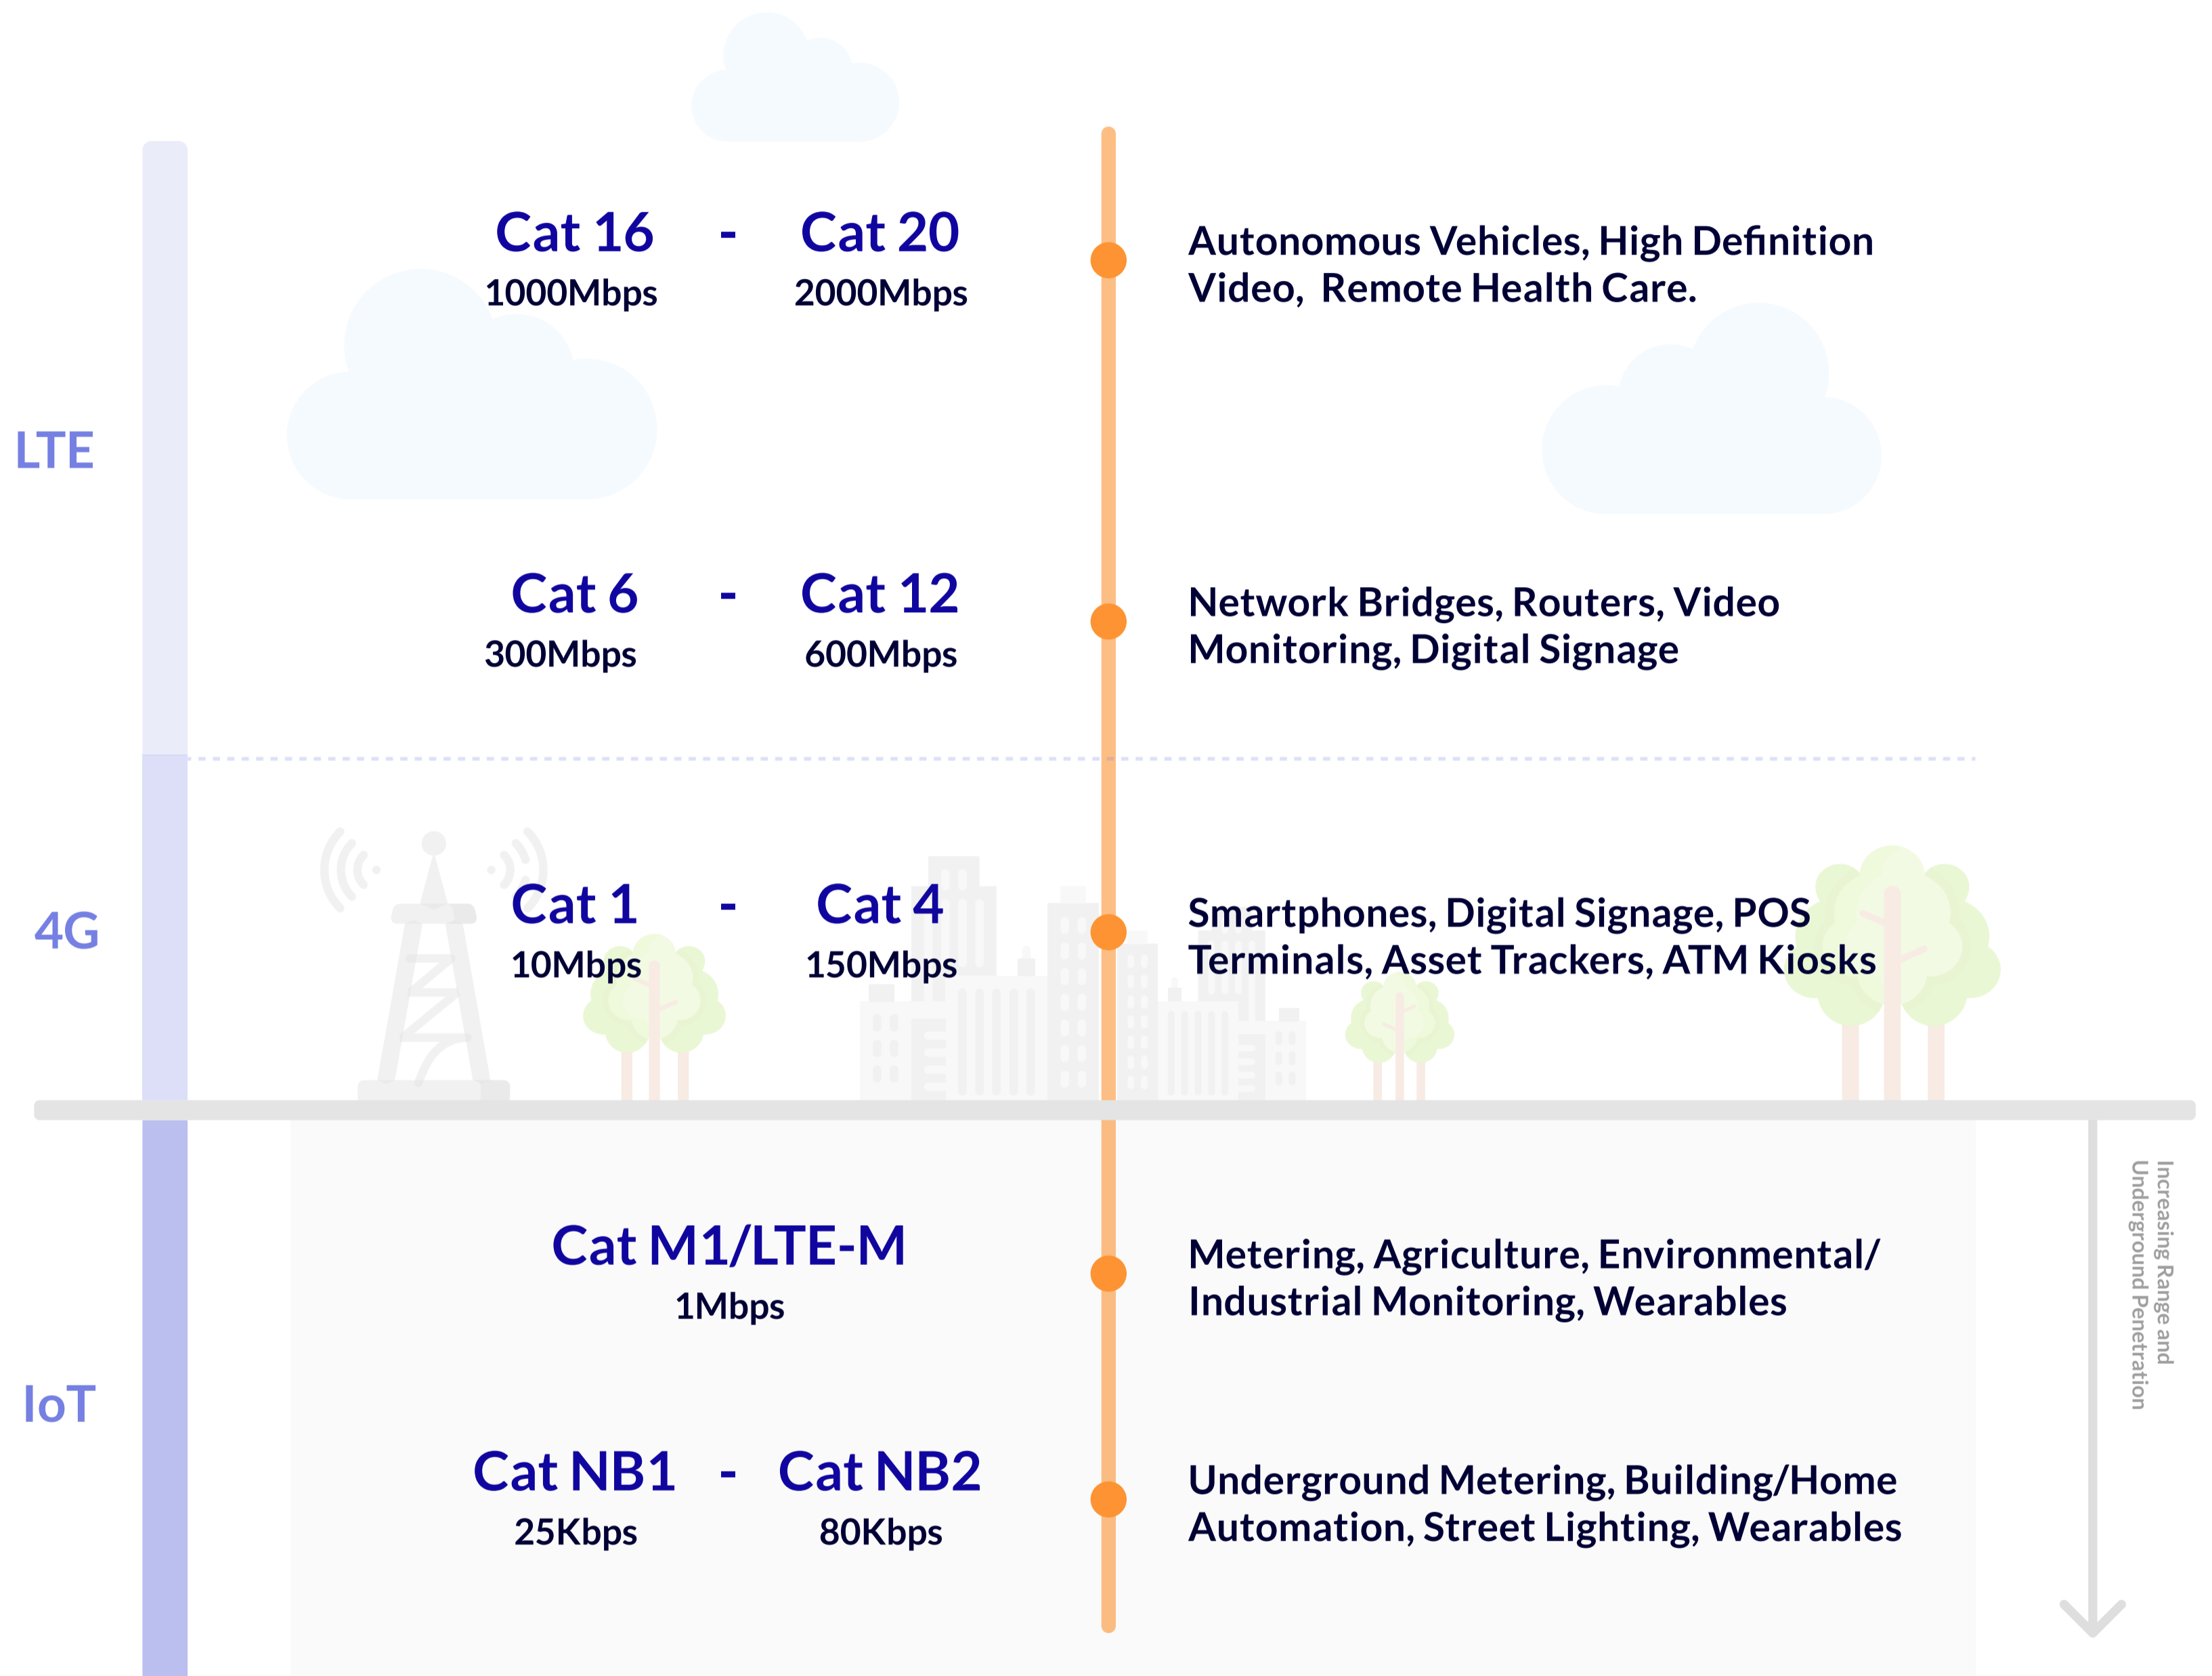 LTE
Cat 16 - Cat 20
1000Mbps 2000Mbps
Autonomous Vehicles, High Definition
Video, Remote Health Care.
Cat 6 - Cat 12
300Mbps 600Mbps
Network Bridges, Routers, Video
Monitoring, Digital Signage
4G
Cat 1 - Cat 4
10Mbps 150Mbps
Smartphones, Digital Signage, POS
Terminals, Asset Trackers, ATM Kiosks
IoT
Cat M1/LTE-M
1Mbps
Metering, Agriculture, Environmental/
Industrial Monitoring, Wearables
Cat NB1 - Cat NB2
25Kbps 80Kbps
Underground Metering, Building/Home
Automation, Street Lighting, Wearables
Increasing Range and
Underground Penetration